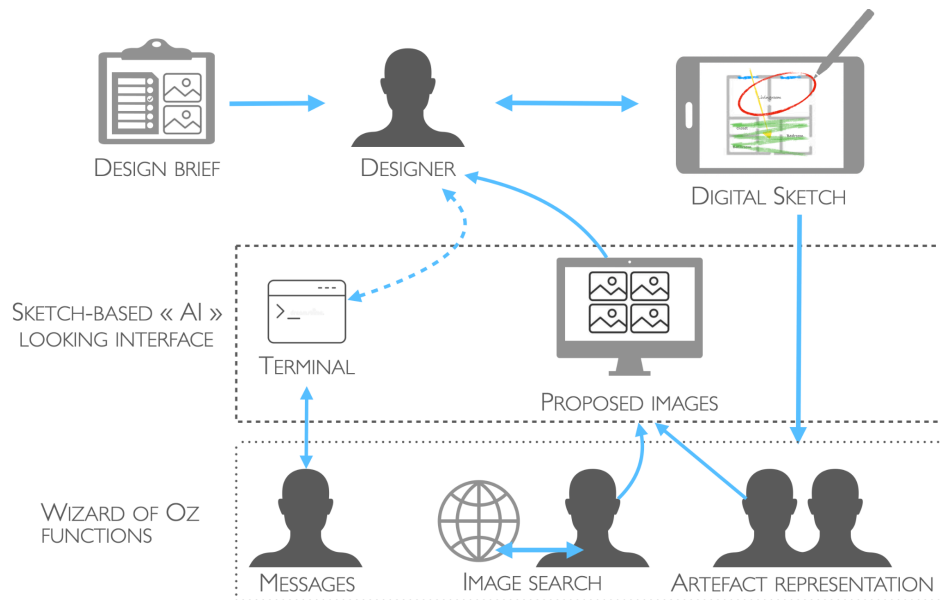 DESIGN BRIEF
DESIGNER
DIGITAL SKETCH
SKETCH-BASED « AI »
LOOKING INTERFACE
>_
TERMINAL
PROPOSED IMAGES
WIZARD OF OZ
FUNCTIONS
MESSAGES
IMAGE SEARCH
ARTEFACT REPRESENTATION